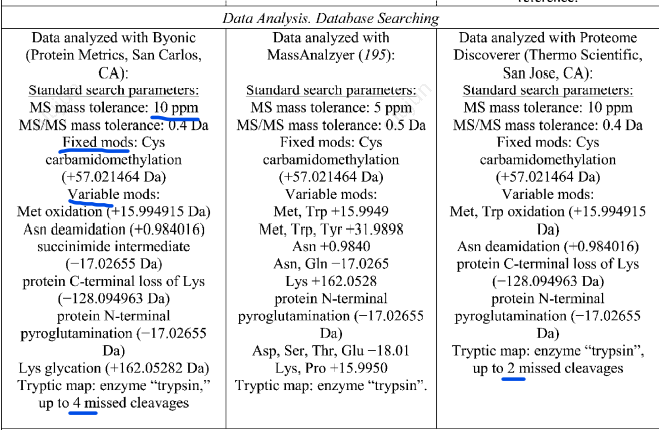 reference.
Data Analysis. Database Searching
Data analyzed with Byonic
(Protein Metrics, San Carlos,
CA):
Standard search parameters:
MS mass tolerance: 10 ppm
MS/MS mass tolerance: 0.4 Da
Fixed mods: Cys
carbamidomethylation
(+57.021464 Da)
Variable mods:
Met oxidation (+15.994915 Da)
Asn deamidation (+0.984016)
succinimide intermediate
(−17.02655 Da)
protein C-terminal loss of Lys
(−128.094963 Da)
protein N-terminal
pyroglutamination (−17.02655
Da)
Lys glycation (+162.05282 Da)
Tryptic map: enzyme “trypsin,”
up to 4 missed cleavages
Data analyzed with
MassAnalzyer (195):
Standard search parameters:
MS mass tolerance: 5 ppm
MS/MS mass tolerance: 0.5 Da
Fixed mods: Cys
carbamidomethylation
(+57.021464 Da)
Variable mods:
Met, Trp +15.9949
Met, Trp, Tyr +31.9898
Asn +0.9840
Asn, Gln −17.0265
Lys +162.0528
protein N-terminal
pyroglutamination (−17.02655
Da)
Asp, Ser, Thr, Glu −18.01
Lys, Pro +15.9950
Tryptic map: enzyme “trypsin”.
Data analyzed with Proteome
Discoverer (Thermo Scientific,
San Jose, CA):
Standard search parameters:
MS mass tolerance: 10 ppm
MS/MS mass tolerance: 0.4 Da
Fixed mods: Cys
carbamidomethylation
(+57.021464 Da)
Variable mods:
Met, Trp oxidation (+15.994915
Da)
Asn deamidation (+0.984016)
protein C-terminal loss of Lys
(−128.094963 Da)
protein N-terminal
pyroglutamination (−17.02655
Da)
Tryptic map: enzyme “trypsin”,
up to 2 missed cleavages